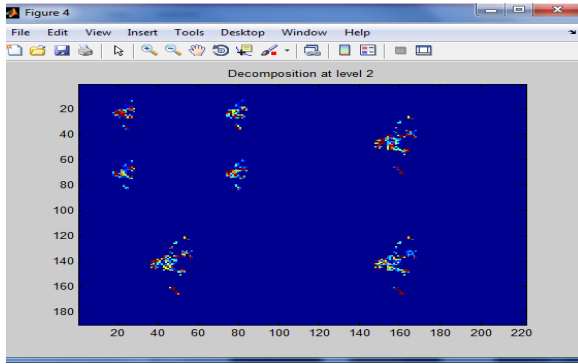 Figure 4
File Edit View Insert Tools Desktop Window Help
Decomposition at level 2
20
40
60
80
100
120
140
160
180
20 40 60 80 100 120 140 160 180 200 220